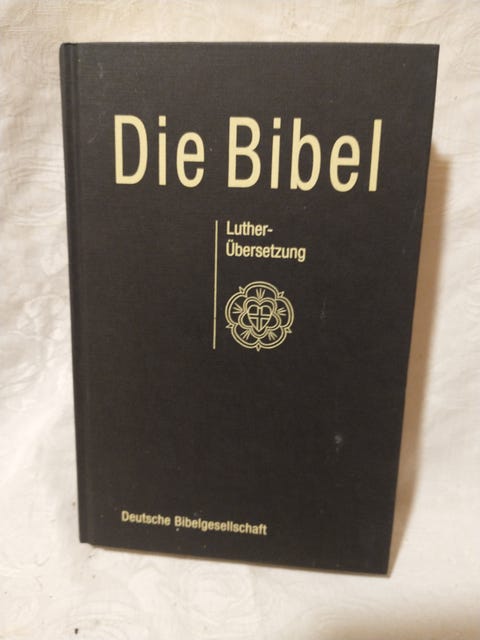 Die Bibel
Luther-
Übersetzung
Deutsche Bibelgesellschaft